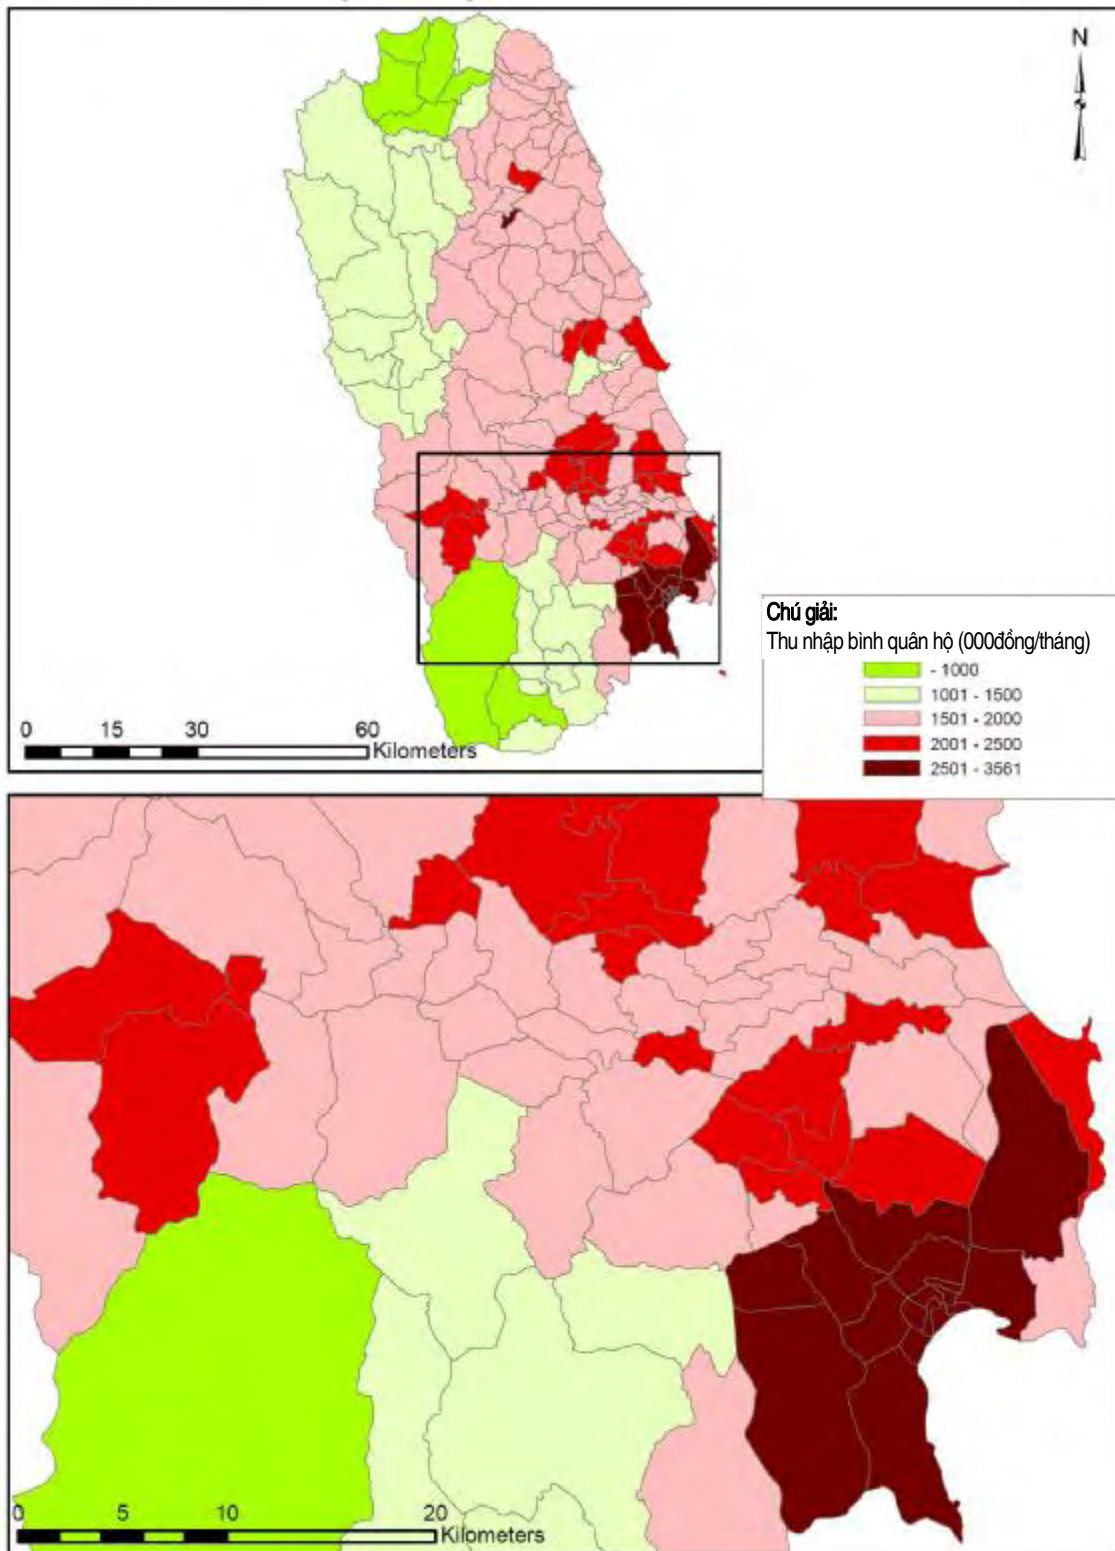 N
Chú giải:
Thu nhập bình quân hộ (000đồng/tháng)
- 1000
1001 - 1500
1501 - 2000
2001 - 2500
2501 - 3561
0 15 30 60
Kilometers
0 5 10 20
Kilometers